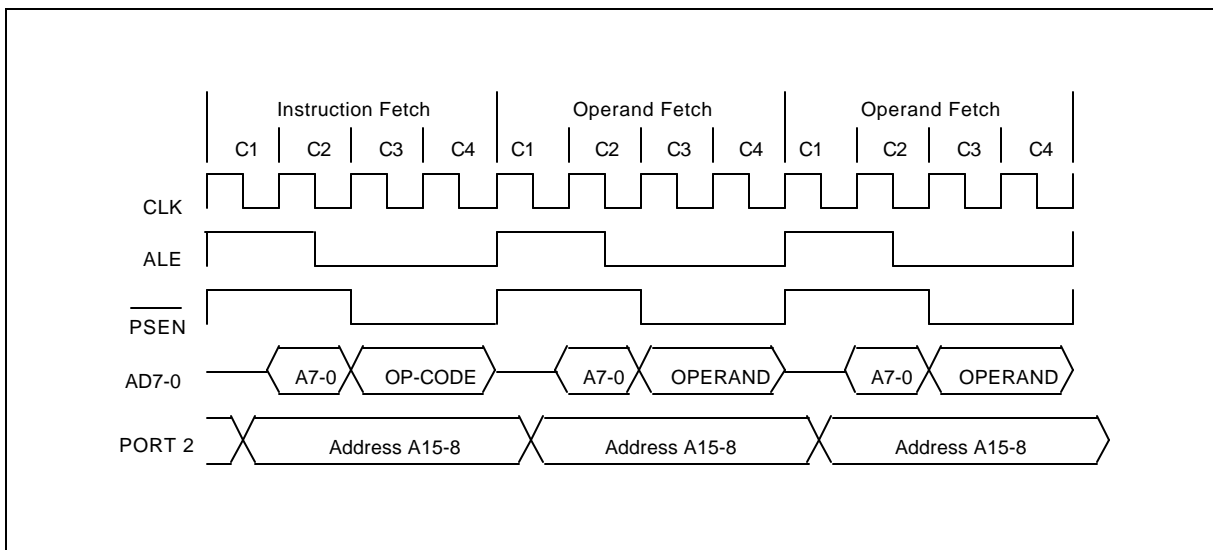 Instruction Fetch Operand Fetch Operand Fetch
C1 C2 C3 C4 C1 C2 C3 C4 C1 C2 C3 C4
CLK
ALE
PSEN
AD7-0 A7-0 OP-CODE A7-0 OPERAND A7-0 OPERAND
PORT 2 Address A15-8 Address A15-8 Address A15-8